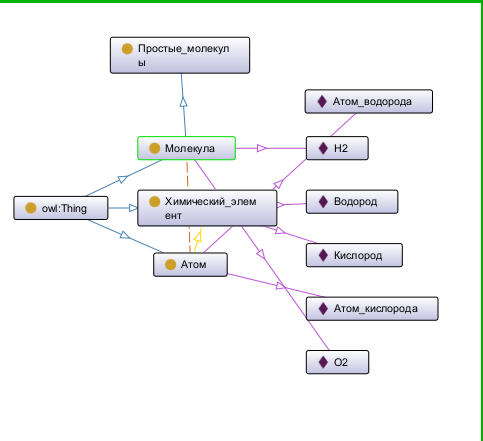 Простые_молекул
ы
Атом_водорода
Молекула
H2
Химический_элем
ент
Водород
owl:Thing
Кислород
Атом
Атом_кислорода
O2